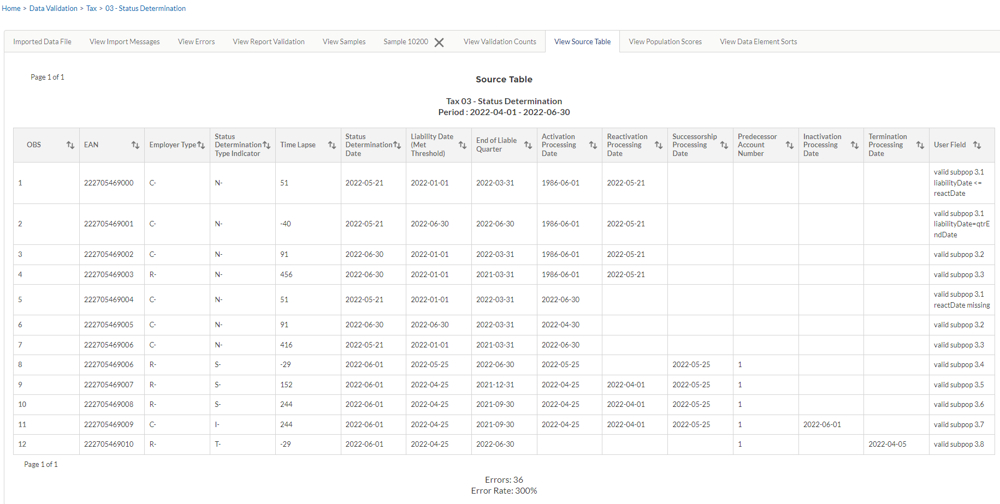 Home > Data Validation > Tax > 03 - Status Determination
Imported Data File View Import Messages View Errors View Report Validation View Samples Sample 10200 View Validation Counts View Source Table View Population Scores View Data Element Sorts
Page 1 of 1
Source Table
Tax 03 - Status Determination
Period : 2022-04-01 - 2022-06-30
OBS
EAN
Employer Type
Status
Determination
Type Indicator
Time Lapse
Status
Determination
Date
Liability Date
(Met
Threshold)
End of Liable
Quarter
Activation
Processing
Date
Reactivation
Processing
Date
Successorship
Processing
Date
Predecessor
Account
Number
Inactivation
Processing
Date
Termination
Processing
Date
User Field
1 222705469000 C- N- 51 2022-05-21 2022-01-01 2022-03-31 1986-06-01 2022-05-21
valid subpop 3.1
liabilityDate <=
reactDate
2 222705469001 C- N- -40 2022-05-21 2022-06-30 2022-06-30 1986-06-01 2022-05-21
valid subpop 3.1
liabilityDate=qtrE
ndDate
3 222705469002 C- N- 91 2022-06-30 2022-01-01 2022-03-31 1986-06-01 2022-05-21 valid subpop 3.2
4 222705469003 R- N- 456 2022-06-30 2022-01-01 2021-03-31 1986-06-01 2022-05-21 valid subpop 3.3
5 222705469004 C- N- 51 2022-05-21 2022-01-01 2022-03-31 2022-06-30
valid subpop 3.1
reactDate missing
6 222705469005 C- N- 91 2022-06-30 2022-06-30 2022-03-31 2022-04-30 valid subpop 3.2
7 222705469006 C- N- 416 2022-05-21 2022-01-01 2021-03-31 2022-06-30 valid subpop 3.3
8 222705469006 R- S- -29 2022-06-01 2022-05-25 2022-06-30 2022-05-25 2022-05-25 1 valid subpop 3.4
9 222705469007 R- S- 152 2022-06-01 2022-04-25 2021-12-31 2022-04-25 2022-04-01 2022-05-25 1 valid subpop 3.5
10 222705469008 R- S- 244 2022-06-01 2022-04-25 2021-09-30 2022-04-25 2022-04-01 2022-05-25 1 valid subpop 3.6
11 222705469009 C- I- 244 2022-06-01 2022-04-25 2021-09-30 2022-04-25 2022-04-01 2022-05-25 1 2022-06-01 valid subpop 3.7
12 222705469010 R- T- -29 2022-06-01 2022-04-25 2022-06-30 1 2022-04-05 valid subpop 3.8
Page 1 of 1
Errors: 36
Error Rate: 300%